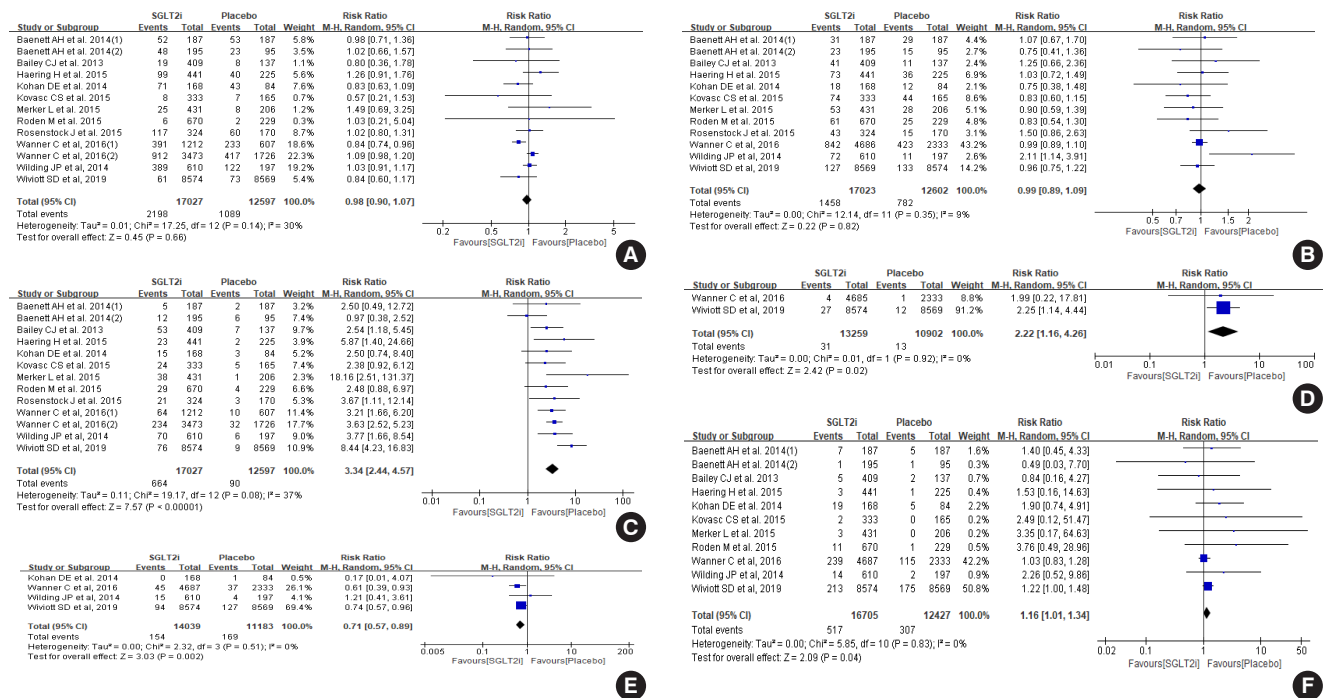 SGLT2i Placebo Risk Ratio Risk Ratio
Study or Subgroup Events Total Events Total Weight M-H, Random, 95% CI M-H, Random, 95% CI
Baenett AH et al. 2014(1) 52 187 53 187 5.8% 0.98 [0.71, 1.36]
Baenett AH et al. 2014(2) 48 195 23 95 3.7% 1.02 [0.66, 1.57]
Bailey CJ et al. 2013 19 409 8 137 1.2% 0.80 [0.36, 1.78]
Haering H et al. 2015 99 441 40 225 5.3% 1.26 [0.91, 1.76]
Kohan DE et al. 2014 71 168 43 84 7.8% 0.83 [0.63, 1.09]
Kovasc CS et al. 2015 8 333 7 165 0.8% 0.57 [0.21, 1.53]
Merker L et al. 2015 25 431 8 206 1.2% 1.49 [0.69, 3.25]
Roden M et al. 2015 6 670 2 229 0.3% 1.03 [0.21, 5.04]
Rosenstock J et al. 2015 117 324 60 170 8.8% 1.02 [0.80, 1.31]
Wanner C et al, 2016(1) 391 1212 233 607 18.6% 0.84 [0.74, 0.96]
Wanner C et al, 2016(2) 912 3473 417 1726 22.3% 1.09 [0.98, 1.20]
Wilding JP et al, 2014 389 610 122 197 19.0% 1.03 [0.91, 1.17]
Wiviott SD et al, 2019 61 8574 73 8569 5.2% 0.84 [0.60, 1.17]
Total (95% CI) 17027 12597 100.0% 0.98 [0.90, 1.07]
Total events 2198 1089
Heterogeneity: Tau² = 0.01; Chi² = 17.25, df = 12 (P = 0.14); I² = 30%
Test for overall effect: Z = 0.45 (P = 0.66)
0.2 0.5 1 2 5
Favours[SGLT2i] Favours[Placebo]
A
SGLT2i Placebo Risk Ratio Risk Ratio
Study or Subgroup Events Total Events Total Weight M-H, Random, 95% CI M-H, Random, 95% CI
Baenett AH et al. 2014(1) 31 187 29 187 4.4% 1.07 [0.67, 1.70]
Baenett AH et al. 2014(2) 23 195 15 95 2.7% 0.75 [0.41, 1.36]
Bailey CJ et al. 2013 41 409 11 137 2.3% 1.25 [0.66, 2.36]
Haering H et al. 2015 73 441 36 225 6.1% 1.03 [0.72, 1.49]
Kohan DE et al. 2014 18 168 12 84 2.1% 0.75 [0.38, 1.48]
Kovasc CS et al. 2015 74 333 44 165 7.7% 0.83 [0.60, 1.15]
Merker L et al. 2015 53 431 28 206 4.7% 0.90 [0.59, 1.39]
Roden M et al. 2015 61 670 25 229 4.4% 0.83 [0.54, 1.30]
Rosenstock J et al. 2015 43 324 15 170 2.9% 1.50 [0.86, 2.63]
Wanner C et al, 2016 842 4686 423 2333 43.2% 0.99 [0.89, 1.10]
Wilding JP et al, 2014 72 610 11 197 2.4% 2.11 [1.14, 3.91]
Wiviott SD et al, 2019 127 8569 133 8574 14.2% 0.96 [0.75, 1.22]
Total (95% CI) 17023 12602 100.0% 0.99 [0.89, 1.09]
Total events 1458 782
Heterogeneity: Tau² = 0.00; Chi² = 12.14, df = 11 (P = 0.35); I² = 9%
Test for overall effect: Z = 0.22 (P = 0.82)
0.5 0.7 1 1.5 2
Favours [SGLT2i] Favours [Placebo]
B
SGLT2i Placebo Risk Ratio Risk Ratio
Study or Subgroup Events Total Events Total Weight M-H, Random, 95% CI M-H, Random, 95% CI
Baenett AH et al. 2014(1) 5 187 2 187 3.2% 2.50 [0.49, 12.72]
Baenett AH et al. 2014(2) 12 195 6 95 7.4% 0.97 [0.38, 2.52]
Bailey CJ et al. 2013 53 409 7 137 9.4% 2.54 [1.18, 5.45]
Haering H et al. 2015 23 441 2 225 4.1% 5.87 [1.40, 24.66]
Kohan DE et al. 2014 15 168 3 84 5.3% 2.50 [0.74, 8.40]
Kovasc CS et al. 2015 24 333 5 165 7.4% 2.38 [0.92, 6.12]
Merker L et al. 2015 38 431 1 206 2.4% 18.16 [2.51, 131.37]
Roden M et al. 2015 29 670 4 229 6.6% 2.48 [0.88, 6.97]
Rosenstock J et al. 2015 21 324 3 170 5.3% 3.67 [1.11, 12.14]
Wanner C et al, 2016(1) 64 1212 10 607 11.4% 3.21 [1.66, 6.20]
Wanner C et al, 2016(2) 234 3473 32 1726 17.7% 3.63 [2.52, 5.23]
Wilding JP et al, 2014 70 610 6 197 9.0% 3.77 [1.66, 8.54]
Wiviott SD et al, 2019 76 8574 9 8569 10.9% 8.44 [4.23, 16.83]
Total (95% CI) 17027 12597 100.0% 3.34 [2.44, 4.57]
Total events 664 90
Heterogeneity: Tau² = 0.11; Chi² = 19.17, df = 12 (P = 0.08); I² = 37%
Test for overall effect: Z = 7.57 (P < 0.00001)
0.01 0.1 1 10 100
Favours [SGLT2i] Favours [Placebo]
C
SGLT2i Placebo Risk Ratio Risk Ratio
Study or Subgroup Events Total Events Total Weight M-H, Random, 95% CI M-H, Random, 95% CI
Wanner C et al, 2016 4 4685 1 2333 8.8% 1.99 [0.22, 17.81]
Wiviott SD et al, 2019 27 8574 12 8569 91.2% 2.25 [1.14, 4.44]
Total (95% CI) 13259 10902 100.0% 2.22 [1.16, 4.26]
Total events 31 13
Heterogeneity: Tau² = 0.00; Chi² = 0.01, df = 1 (P = 0.92); I² = 0%
Test for overall effect: Z = 2.42 (P = 0.02)
0.01 0.1 1 10 100
Favours[SGLT2i] Favours[Placebo]
D
SGLT2i Placebo Risk Ratio Risk Ratio
Study or Subgroup Events Total Events Total Weight M-H, Random, 95% CI M-H, Random, 95% CI
Kohan DE et al. 2014 0 168 1 84 0.5% 0.17 [0.01, 4.07]
Wanner C et al, 2016 45 4687 37 2333 26.0% 0.61 [0.39, 0.93]
Wilding JP et al, 2014 15 610 4 197 4.1% 1.21 [0.41, 3.61]
Wiviott SD et al, 2019 94 8574 127 8569 69.4% 0.74 [0.57, 0.96]
Total (95% CI) 14039 11183 100.0% 0.71 [0.57, 0.89]
Total events 154 169
Heterogeneity: Tau² = 0.00; Chi² = 2.32, df = 3 (P = 0.51); I² = 0%
Test for overall effect: Z = 3.03 (P = 0.002)
0.005 0.1 1 10 200
Favours [SGLT2i] Favours [Placebo]
E
SGLT2i Placebo Risk Ratio Risk Ratio
Study or Subgroup Events Total Events Total Weight M-H, Random, 95% CI M-H, Random, 95% CI
Baenett AH et al. 2014(1) 7 187 5 187 1.6% 1.40 [0.45, 4.33]
Baenett AH et al. 2014(2) 1 195 1 95 0.3% 0.49 [0.03, 7.70]
Bailey CJ et al. 2013 5 409 2 137 0.8% 0.84 [0.16, 4.27]
Haering H et al. 2015 3 441 1 225 0.4% 1.53 [0.16, 14.63]
Kohan DE et al. 2014 19 168 5 84 2.4% 1.90 [0.74, 4.91]
Kovasc CS et al. 2015 2 333 0 165 0.2% 2.49 [0.12, 51.47]
Merker L et al. 2015 3 431 0 206 0.2% 3.35 [0.17, 64.63]
Roden M et al. 2015 11 670 1 229 0.5% 3.76 [0.49, 28.96]
Wanner C et al, 2016 239 4687 115 2333 42.2% 1.03 [0.83, 1.28]
Wilding JP et al, 2014 14 610 2 197 0.9% 2.26 [0.52, 9.86]
Wiviott SD et al, 2019 213 8574 175 8569 50.8% 1.22 [1.00, 1.48]
Total (95% CI) 16705 12427 100.0% 1.16 [1.01, 1.34]
Total events 517 307
Heterogeneity: Tau² = 0.00; Chi² = 5.85, df = 10 (P = 0.83); I² = 0%
Test for overall effect: Z = 2.09 (P = 0.04)
0.02 0.1 1 10 50
Favours [SGLT2i] Favours [Placebo]
F